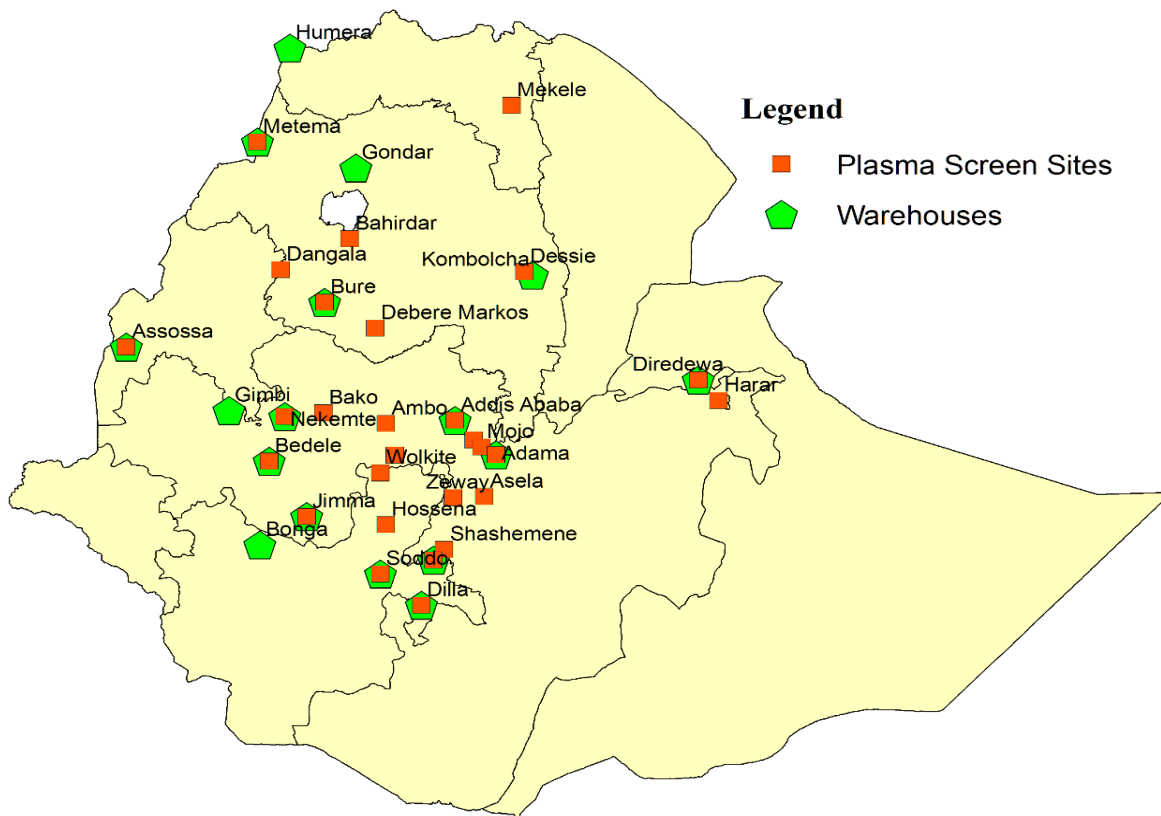 Humera
Mekele
Legend
Metema
Gondar
Plasma Screen Sites
Warehouses
Bahirdar
Dangala
Kombolcha
Dessie
Bure
Debere Markos
Assossa
Diredewa
Harar
Gimbi
Bako
Ambo
Addis Ababa
Nekemte
Mojo
Bedele
Wolkite
Adama
Zeway
Asela
Jimma
Hossena
Bonga
Shashemene
Soddo
Dilla